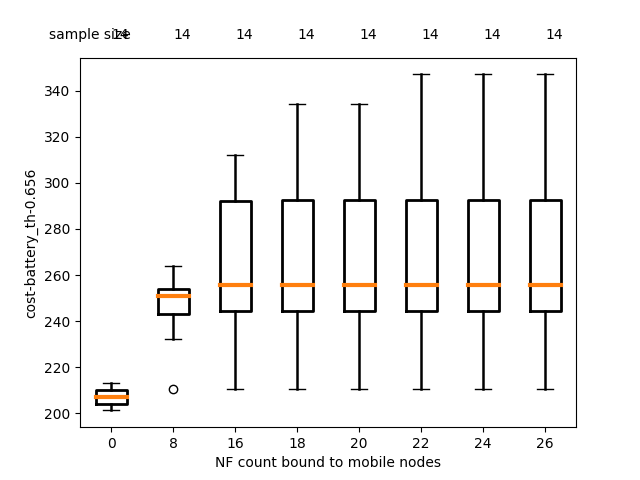 sample size 14 14 14 14 14 14 14 14
340
320
300
280
260
240
220
200
cost-battery_th-0.656
0 8 16 18 20 22 24 26
NF count bound to mobile nodes